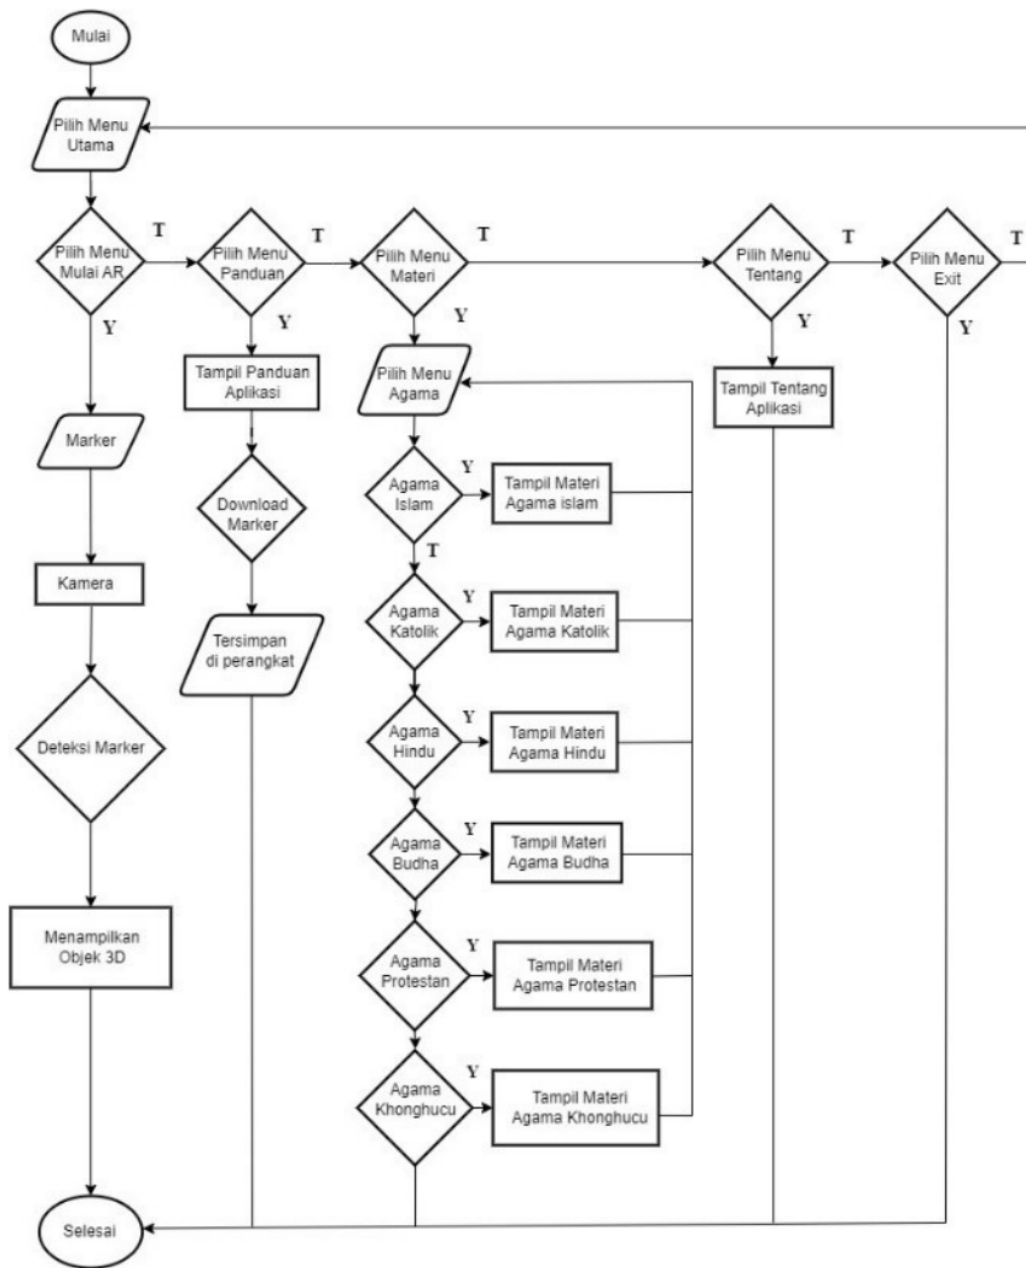 Mulai
Pilih Menu
Utama
Pilih Menu
Mulai AR
T
Y
Pilih Menu
Panduan
T
Y
Pilih Menu
Materi
T
Y
Pilih Menu
Tentang
T
Y
Pilih Menu
Exit
T
Y
Marker
Kamera
Deteksi Marker
Menampilkan
Objek 3D
Tampil Panduan
Aplikasi
Download
Marker
Tersimpan
di perangkat
Pilih Menu
Agama
Agama
Islam
Y
T
Tampil Materi
Agama islam
Agama
Katolik
Y
Tampil Materi
Agama Katolik
Agama
Hindu
Y
Tampil Materi
Agama Hindu
Agama
Budha
Y
Tampil Materi
Agama Budha
Agama
Protestan
Y
Tampil Materi
Agama Protestan
Agama
Khonghucu
Y
Tampil Materi
Agama Khonghucu
Tampil Tentang
Aplikasi
Selesai